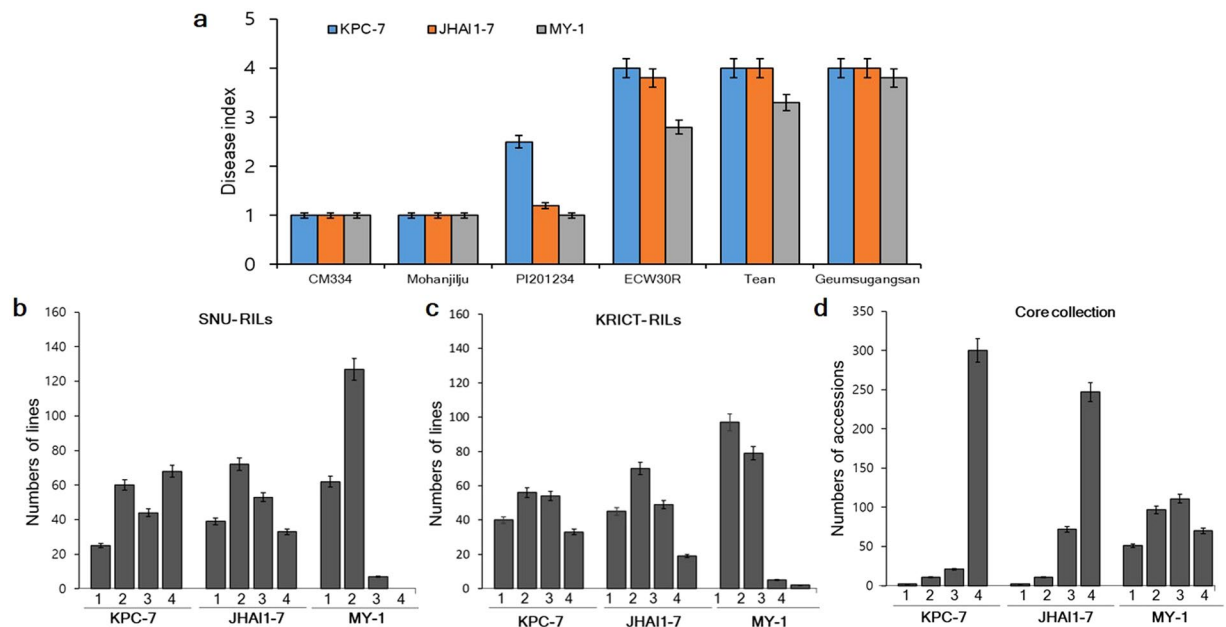 a
KPC-7 JHAI1-7 MY-1
Disease index
5
4
3
2
1
0
CM334 Mohanjilju PI201234 ECW30R Tean Geumsugangsan
b
SNU-RILs
Numbers of lines
160
140
120
100
80
60
40
20
0
1 2 3 4 1 2 3 4 1 2 3 4
KPC-7 JHAI1-7 MY-1
c
KRICT-RILs
Numbers of lines
160
140
120
100
80
60
40
20
0
1 2 3 4 1 2 3 4 1 2 3 4
KPC-7 JHAI1-7 MY-1
d
Core collection
Numbers of accessions
350
300
250
200
150
100
50
0
1 2 3 4 1 2 3 4 1 2 3 4
KPC-7 JHAI1-7 MY-1